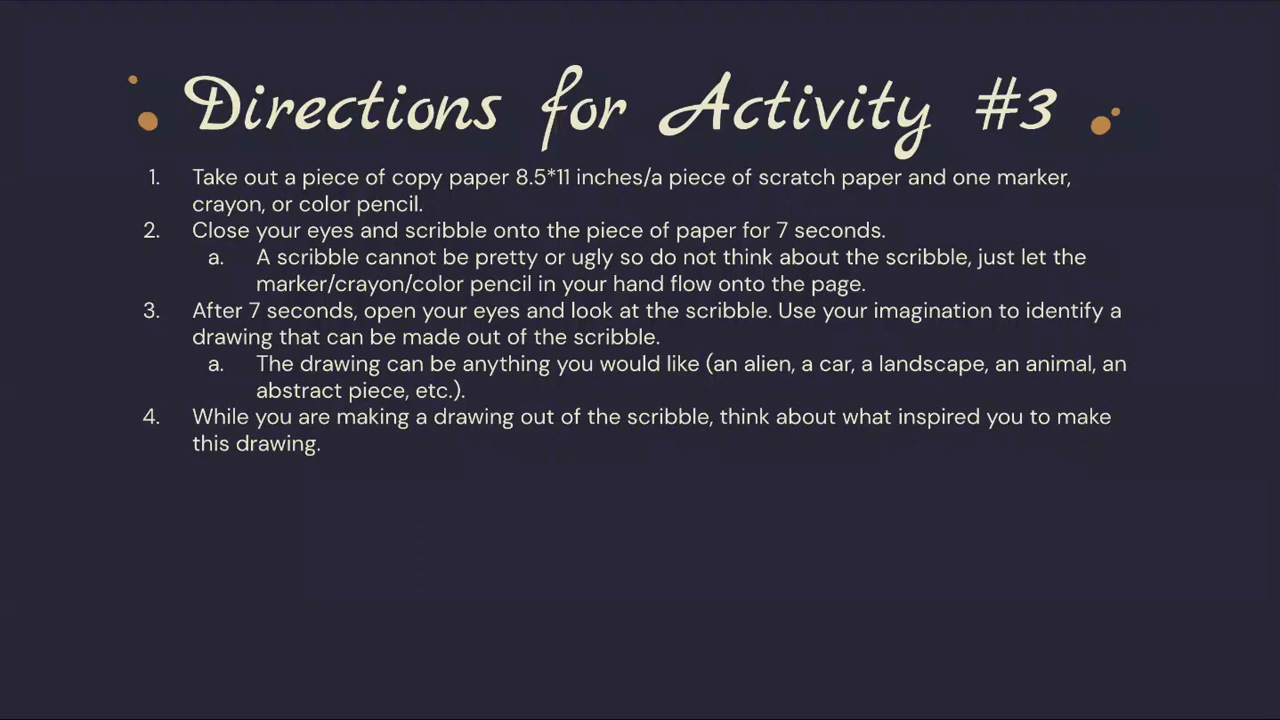 Directions for Activity #3
1. Take out a piece of copy paper 8.5*11 inches/a piece of scratch paper and one marker,
crayon, or color pencil.
2. Close your eyes and scribble onto the piece of paper for 7 seconds.
a. A scribble cannot be pretty or ugly so do not think about the scribble, just let the
marker/crayon/color pencil in your hand flow onto the page.
3. After 7 seconds, open your eyes and look at the scribble. Use your imagination to identify a
drawing that can be made out of the scribble.
a. The drawing can be anything you would like (an alien, a car, a landscape, an animal, an
abstract piece, etc.).
4. While you are making a drawing out of the scribble, think about what inspired you to make
this drawing.